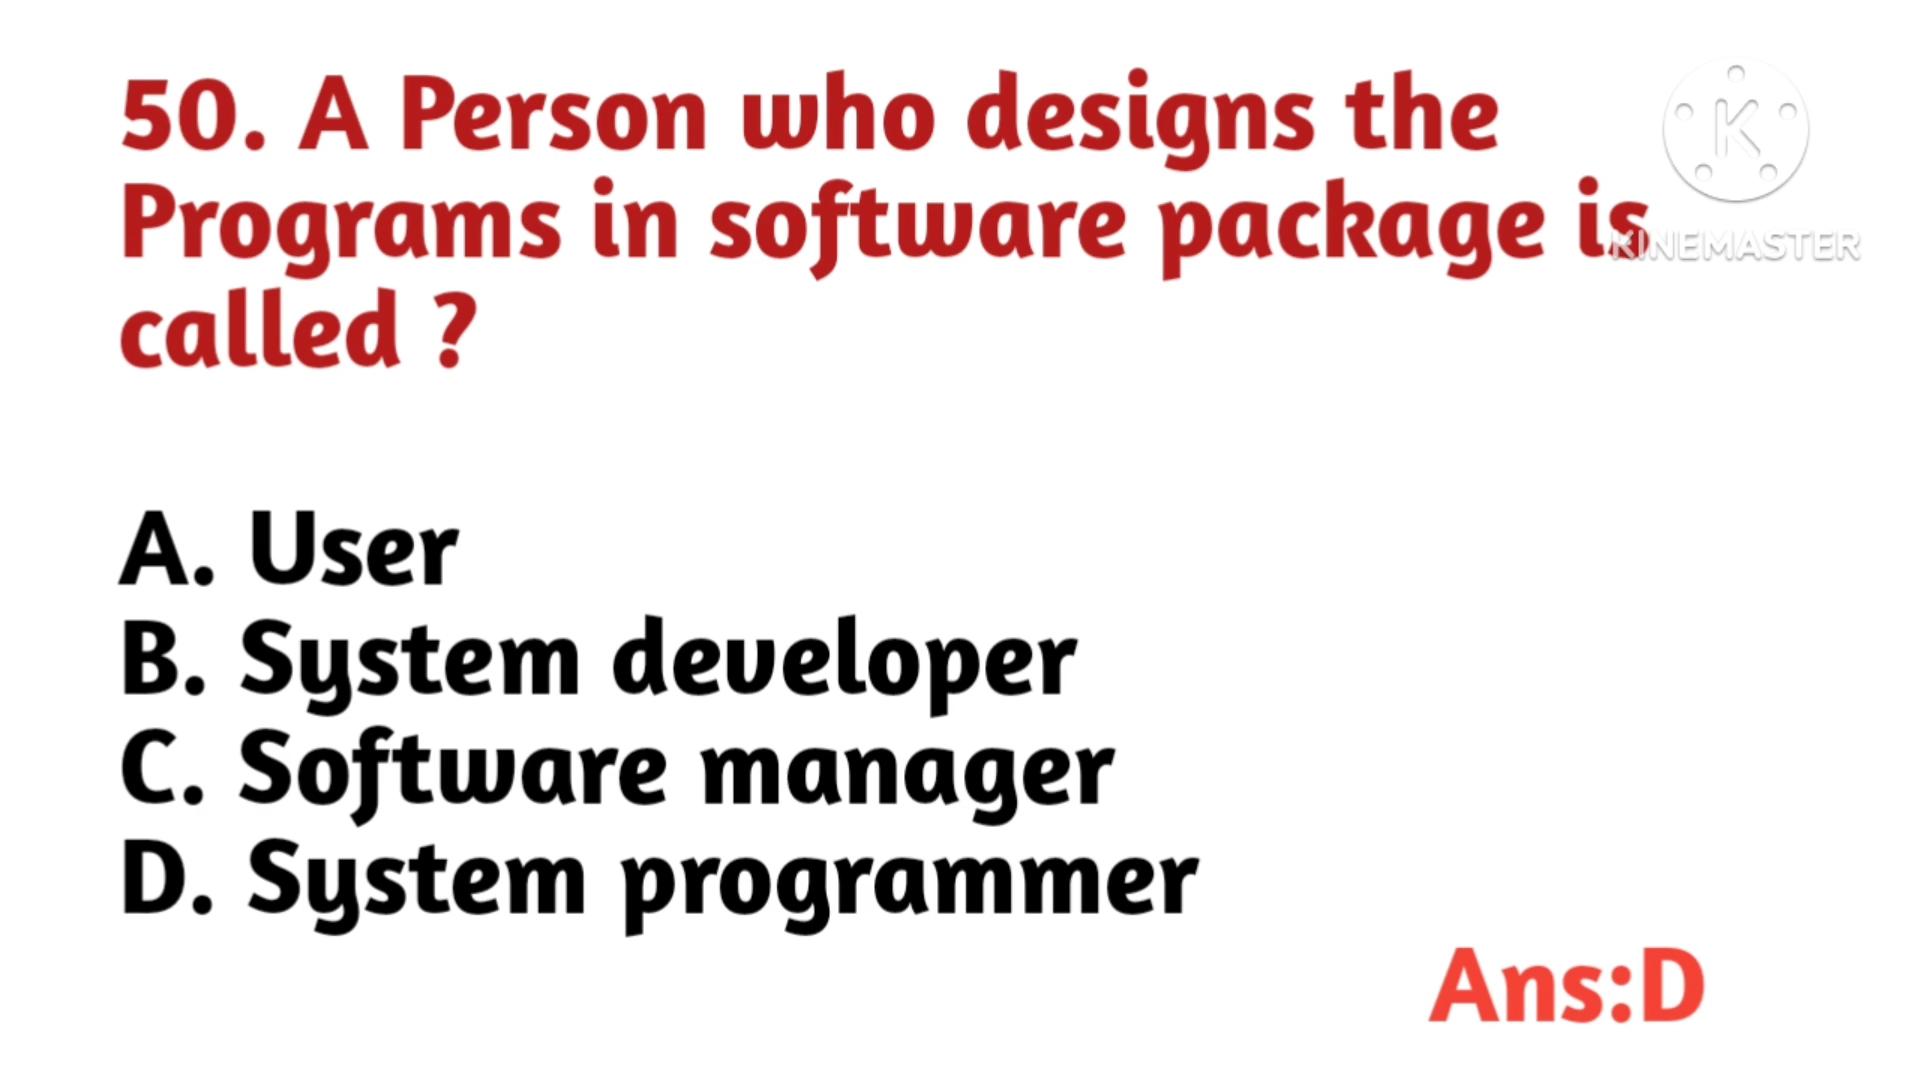 50. A Person who designs the
Programs in software package is
called ?
K
KINEMASTER
A. User
B. System developer
C. Software manager
D. System programmer
Ans:D